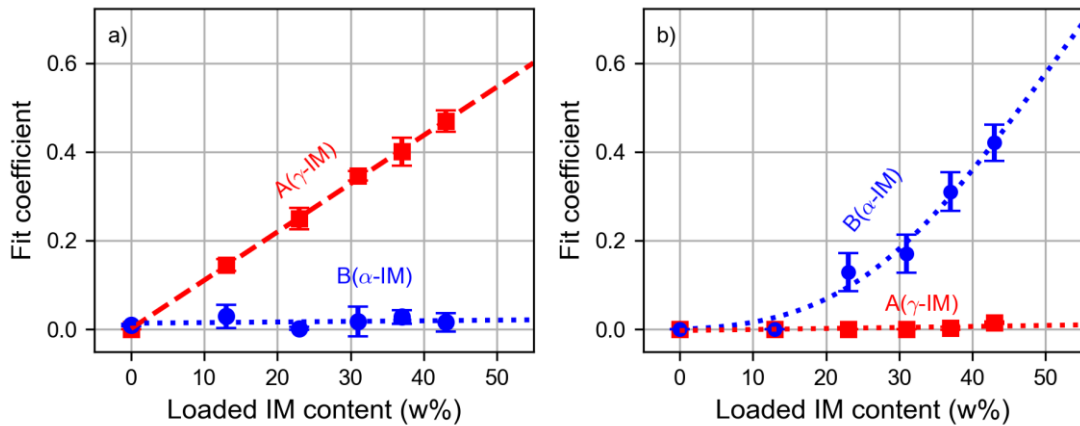 a)
Fit coefficient
0.6
0.4
0.2
0.0
A(γ-IM)
B(α-IM)
0 10 20 30 40 50
Loaded IM content (w%)
b)
Fit coefficient
0.6
0.4
0.2
0.0
B(α-IM)
A(γ-IM)
0 10 20 30 40 50
Loaded IM content (w%)